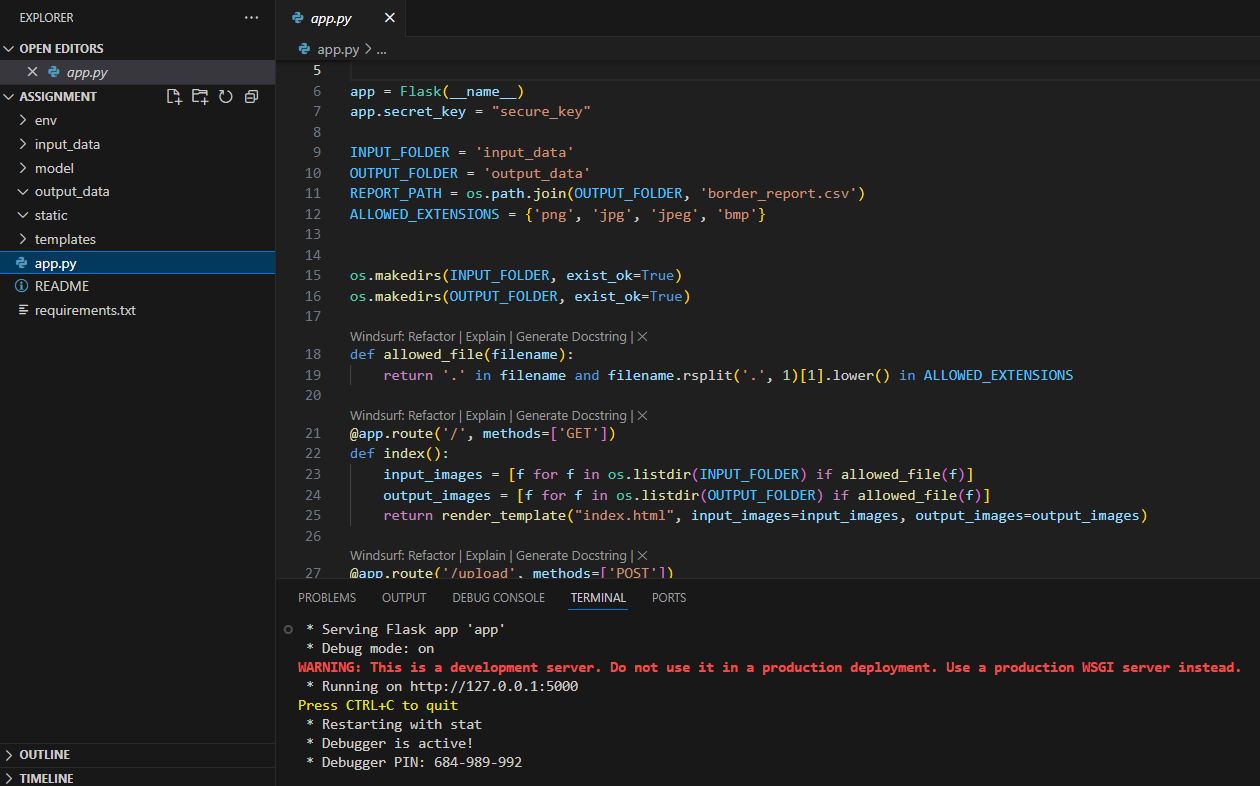 EXPLORER
...
OPEN EDITORS
app.py
ASSIGNMENT
env
input_data
model
output_data
static
templates
app.py
README
requirements.txt
OUTLINE
TIMELINE
app.py
app.py > ...
5
6 app = Flask(__name__)
7 app.secret_key = "secure_key"
8
9 INPUT_FOLDER = 'input_data'
10 OUTPUT_FOLDER = 'output_data'
11 REPORT_PATH = os.path.join(OUTPUT_FOLDER, 'border_report.csv')
12 ALLOWED_EXTENSIONS = {'png', 'jpg', 'jpeg', 'bmp'}
13
14
15 os.makedirs(INPUT_FOLDER, exist_ok=True)
16 os.makedirs(OUTPUT_FOLDER, exist_ok=True)
17
Windsurf: Refactor | Explain | Generate Docstring | ×
18 def allowed_file(filename):
19     return '.' in filename and filename.rsplit('.', 1)[1].lower() in ALLOWED_EXTENSIONS
20
Windsurf: Refactor | Explain | Generate Docstring | ×
21 @app.route('/', methods=['GET'])
22 def index():
23     input_images = [f for f in os.listdir(INPUT_FOLDER) if allowed_file(f)]
24     output_images = [f for f in os.listdir(OUTPUT_FOLDER) if allowed_file(f)]
25     return render_template("index.html", input_images=input_images, output_images=output_images)
26
Windsurf: Refactor | Explain | Generate Docstring | ×
27 @app.route('/upload', methods=['POST'])
PROBLEMS OUTPUT DEBUG CONSOLE TERMINAL PORTS
* Serving Flask app 'app'
* Debug mode: on
WARNING: This is a development server. Do not use it in a production deployment. Use a production WSGI server instead.
* Running on http://127.0.0.1:5000
Press CTRL+C to quit
* Restarting with stat
* Debugger is active!
* Debugger PIN: 684-989-992